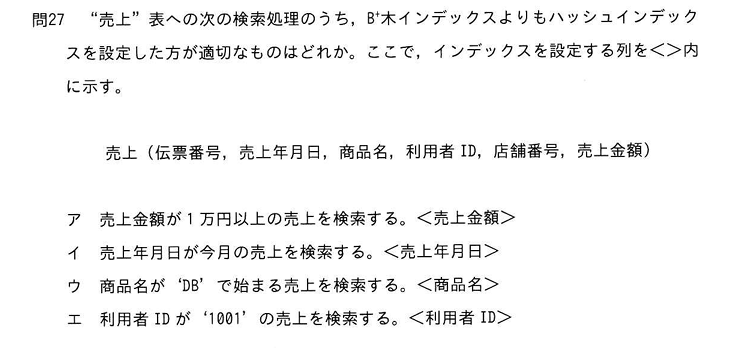 問27 “売上”表への次の検索処理のうち，B⁺木インデックスよりもハッシュインデック
スを設定した方が適切なものはどれか。ここで，インデックスを設定する列を＜＞内
に示す。
売上（伝票番号，売上年月日，商品名，利用者ID，店舗番号，売上金額）
ア 売上金額が1万円以上の売上を検索する。＜売上金額＞
イ 売上年月日が今月の売上を検索する。＜売上年月日＞
ウ 商品名が‘DB’で始まる売上を検索する。＜商品名＞
エ 利用者IDが‘1001’の売上を検索する。＜利用者ID＞